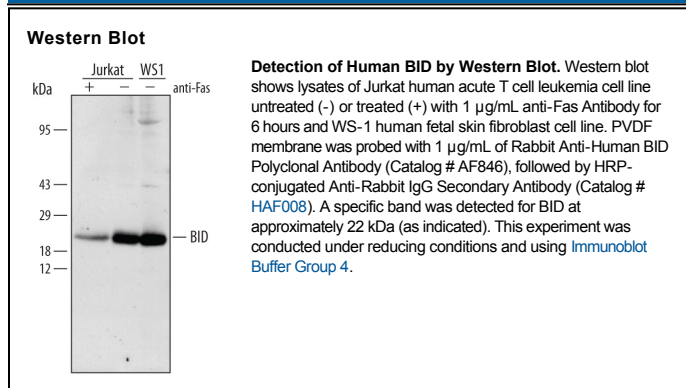 Western Blot
Jurkat WS1
kDa + – – anti-Fas
95
43
29
BID
18
12
Detection of Human BID by Western Blot. Western blot
shows lysates of Jurkat human acute T cell leukemia cell line
untreated (-) or treated (+) with 1 µg/mL anti-Fas Antibody for
6 hours and WS-1 human fetal skin fibroblast cell line. PVDF
membrane was probed with 1 µg/mL of Rabbit Anti-Human BID
Polyclonal Antibody (Catalog # AF846), followed by HRP-
conjugated Anti-Rabbit IgG Secondary Antibody (Catalog #
HAF008). A specific band was detected for BID at
approximately 22 kDa (as indicated). This experiment was
conducted under reducing conditions and using Immunoblot
Buffer Group 4.